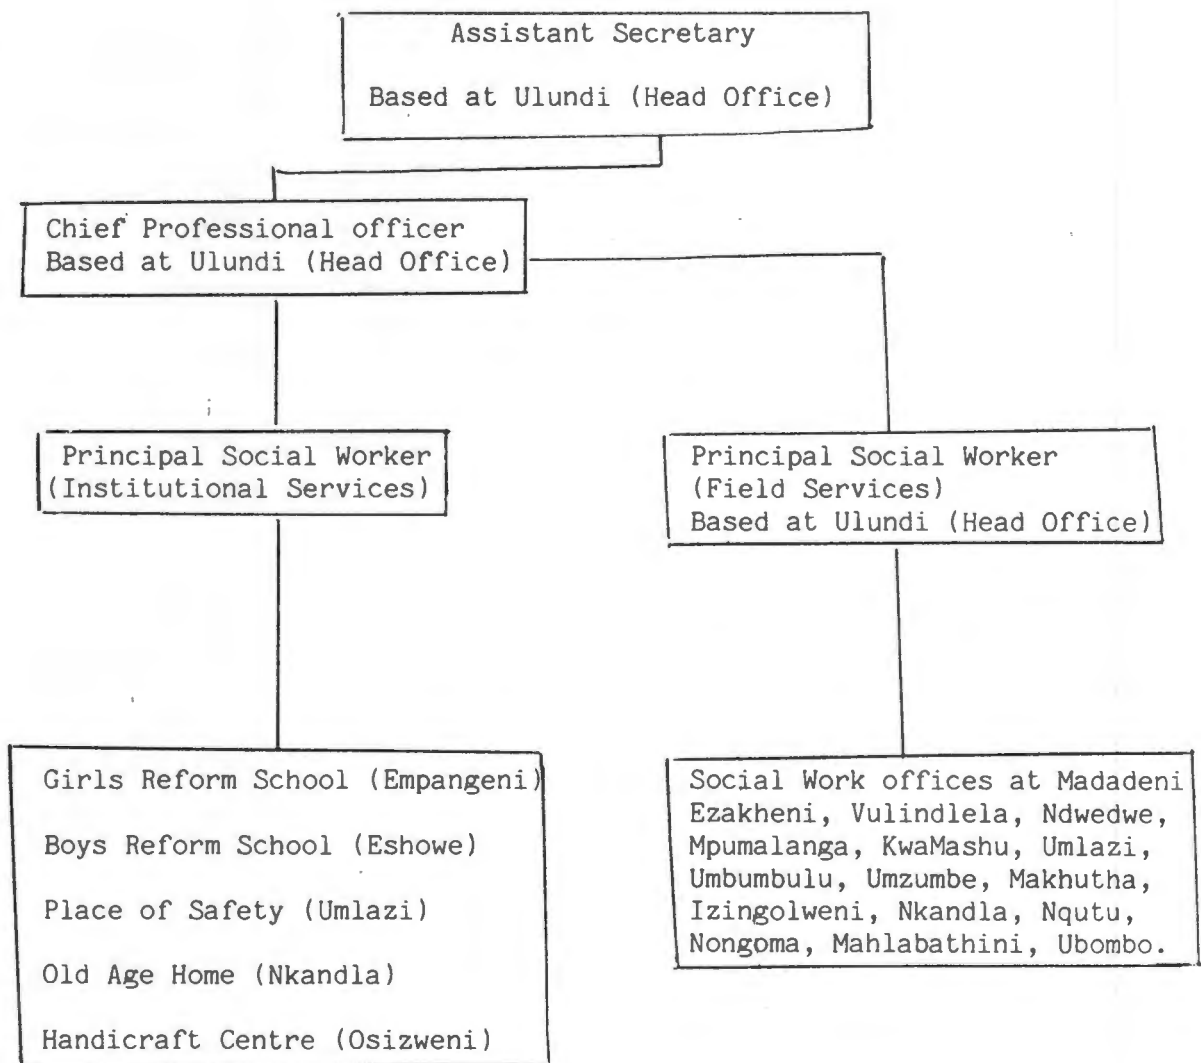 Assistant Secretary
Based at Ulundi (Head Office)
Chief Professional officer
Based at Ulundi (Head Office)
Principal Social Worker
(Institutional Services)
Principal Social Worker
(Field Services)
Based at Ulundi (Head Office)
Girls Reform School (Empangeni)
Boys Reform School (Eshowe)
Place of Safety (Umlazi)
Old Age Home (Nkandla)
Handicraft Centre (Osizweni)
Social Work offices at Madadeni
Ezakheni, Vulindlela, Ndwedwe,
Mpumalanga, KwaMashu, Umlazi,
Umbumbulu, Umzumbe, Makhutha,
Izingolweni, Nkandla, Nqutu,
Nongoma, Mahlabathini, Ubombo.